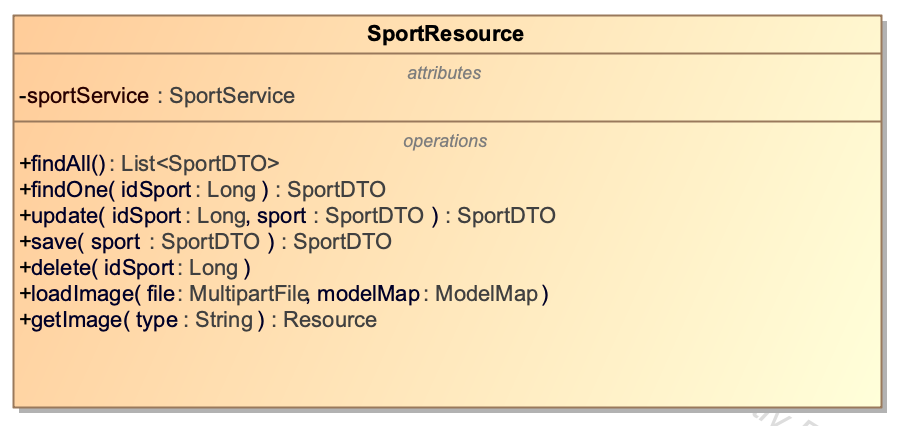 SportResource
attributes
-sportService : SportService
operations
+findAll() : List<SportDTO>
+findOne( idSport : Long ) : SportDTO
+update( idSport : Long, sport : SportDTO ) : SportDTO
+save( sport : SportDTO ) : SportDTO
+delete( idSport : Long )
+loadImage( file : MultipartFile, modelMap : ModelMap )
+getImage( type : String ) : Resource